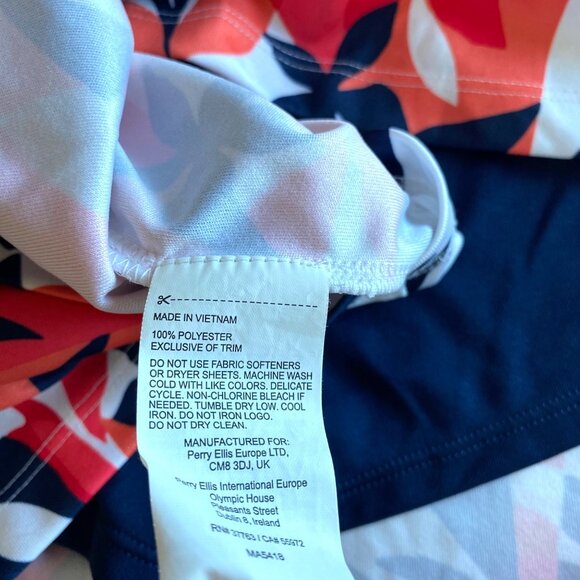 MADE IN VIETNAM
100% POLYESTER
EXCLUSIVE OF TRIM
DO NOT USE FABRIC SOFTENERS
OR DRYER SHEETS. MACHINE WASH
COLD WITH LIKE COLORS. DELICATE
CYCLE. NON-CHLORINE BLEACH IF
NEEDED. TUMBLE DRY LOW. COOL
IRON. DO NOT IRON LOGO.
DO NOT DRY CLEAN.
MANUFACTURED FOR:
Perry Ellis Europe LTD,
CM8 3DJ, UK
Perry Ellis International Europe
Olympic House
Pleasants Street
Dublin 8, Ireland
RN# 37763 / CA# 55972
MA5418